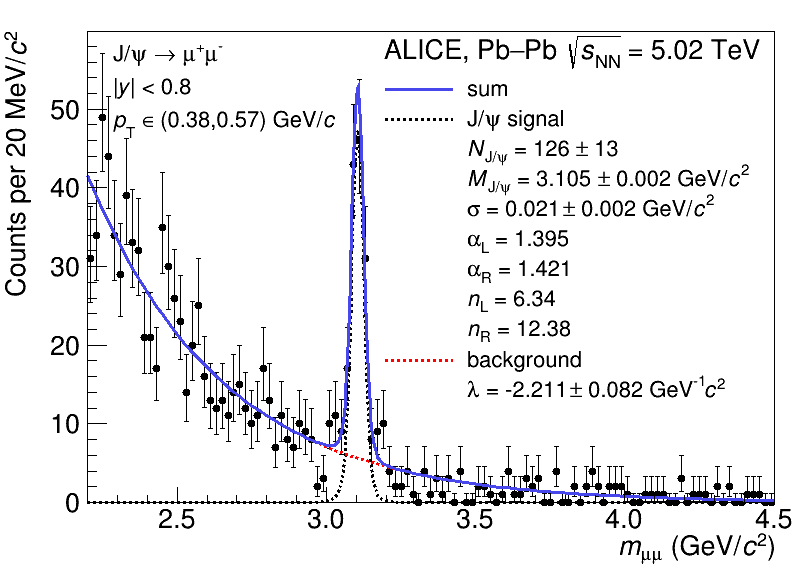 Counts per 20 MeV/c²
J/ψ → μ⁺μ⁻
|y| < 0.8
p_T ∈ (0.38,0.57) GeV/c
ALICE, Pb–Pb √s_NN = 5.02 TeV
sum
J/ψ signal
N_J/ψ = 126 ± 13
M_J/ψ = 3.105 ± 0.002 GeV/c²
σ = 0.021 ± 0.002 GeV/c²
α_L = 1.395
α_R = 1.421
n_L = 6.34
n_R = 12.38
background
λ = -2.211 ± 0.082 GeV⁻¹c²
50
40
30
20
10
0
2.5 3.0 3.5 4.0 4.5
m_μμ (GeV/c²)